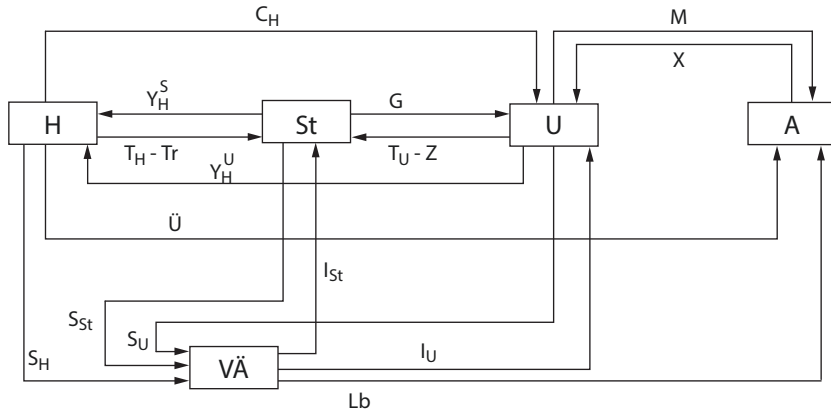 C_H
M
X
Y_H^S
G
H
St
U
A
T_H - Tr
T_U - Z
Y_H^U
Ü
I_St
S_St
S_U
S_H
VÄ
I_U
Lb